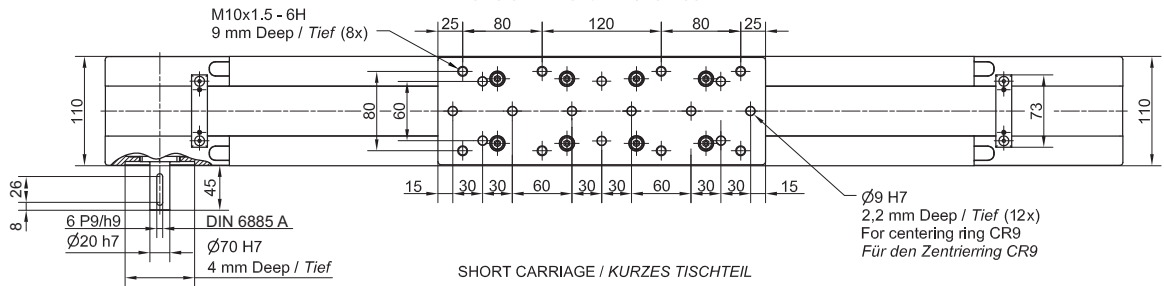 M10x1.5 - 6H
9 mm Deep / Tief (8x)
25
80
120
80
25
110
80
60
73
110
15
30
30
60
30
30
60
30
30
15
26
8
45
6 P9/h9
DIN 6885 A
Ø20 h7
Ø70 H7
4 mm Deep / Tief
Ø9 H7
2,2 mm Deep / Tief (12x)
For centering ring CR9
Für den Zentrierring CR9
SHORT CARRIAGE / KURZES TISCHTEIL